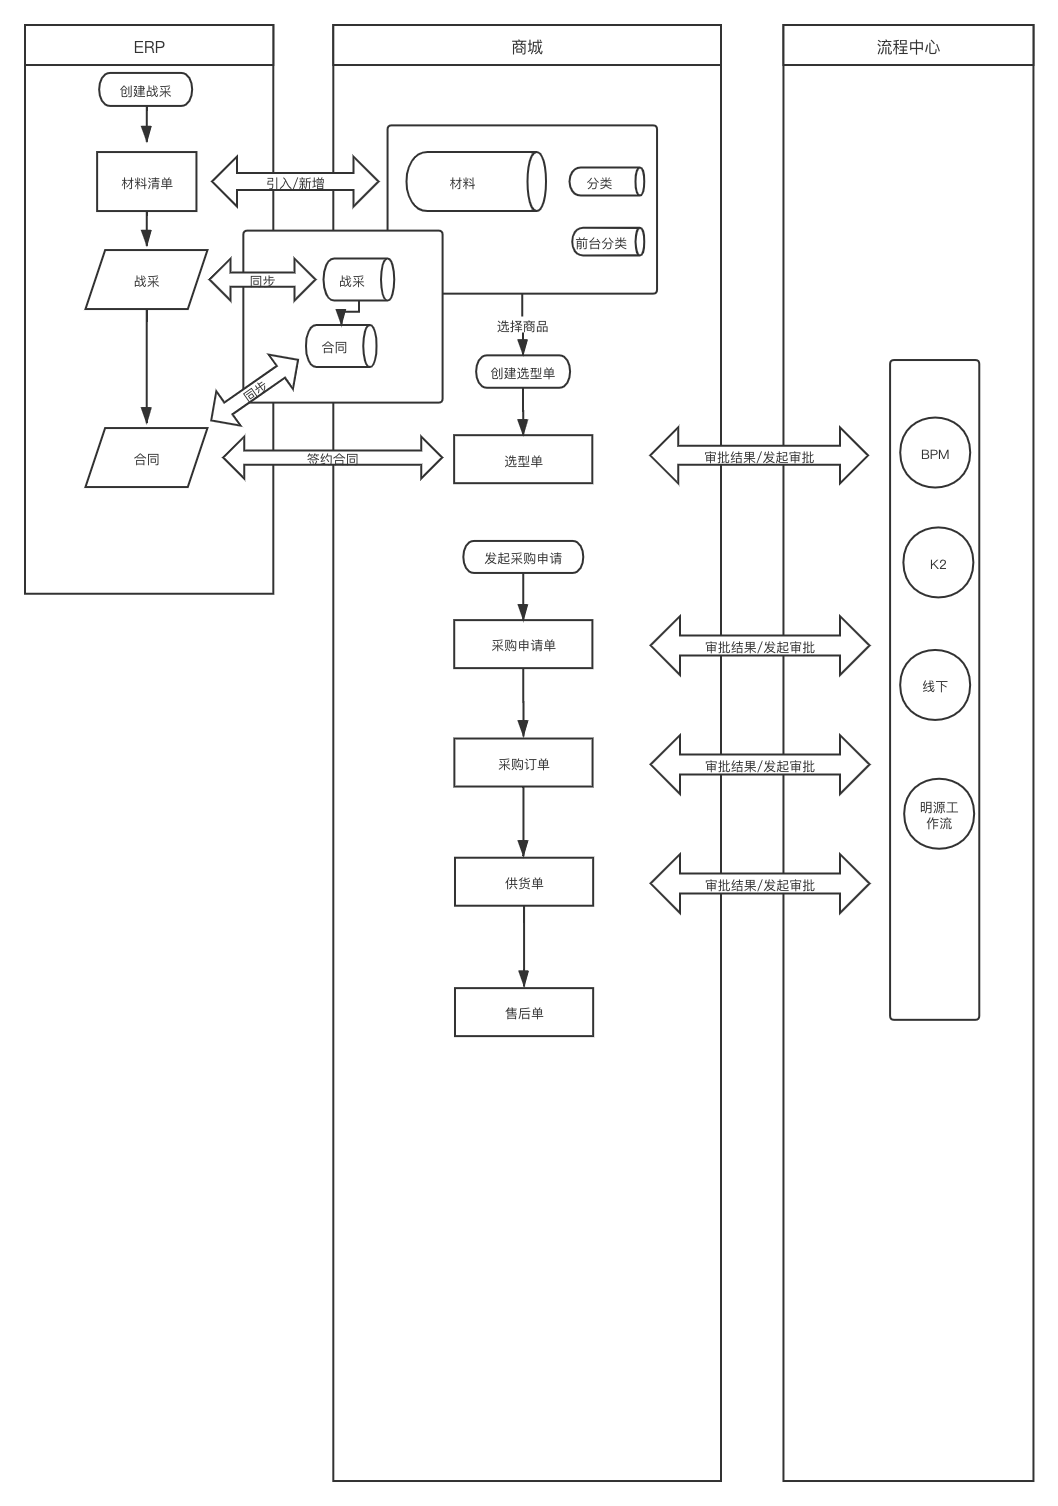 ERP
商城
流程中心
创建战采
材料清单
引入/新增
材料
分类
前台分类
战采
同步
战采
选择商品
合同
创建选型单
同步
合同
签约合同
选型单
审批结果/发起审批
BPM
发起采购申请
K2
采购申请单
审批结果/发起审批
线下
采购订单
审批结果/发起审批
明源工
作流
供货单
审批结果/发起审批
售后单